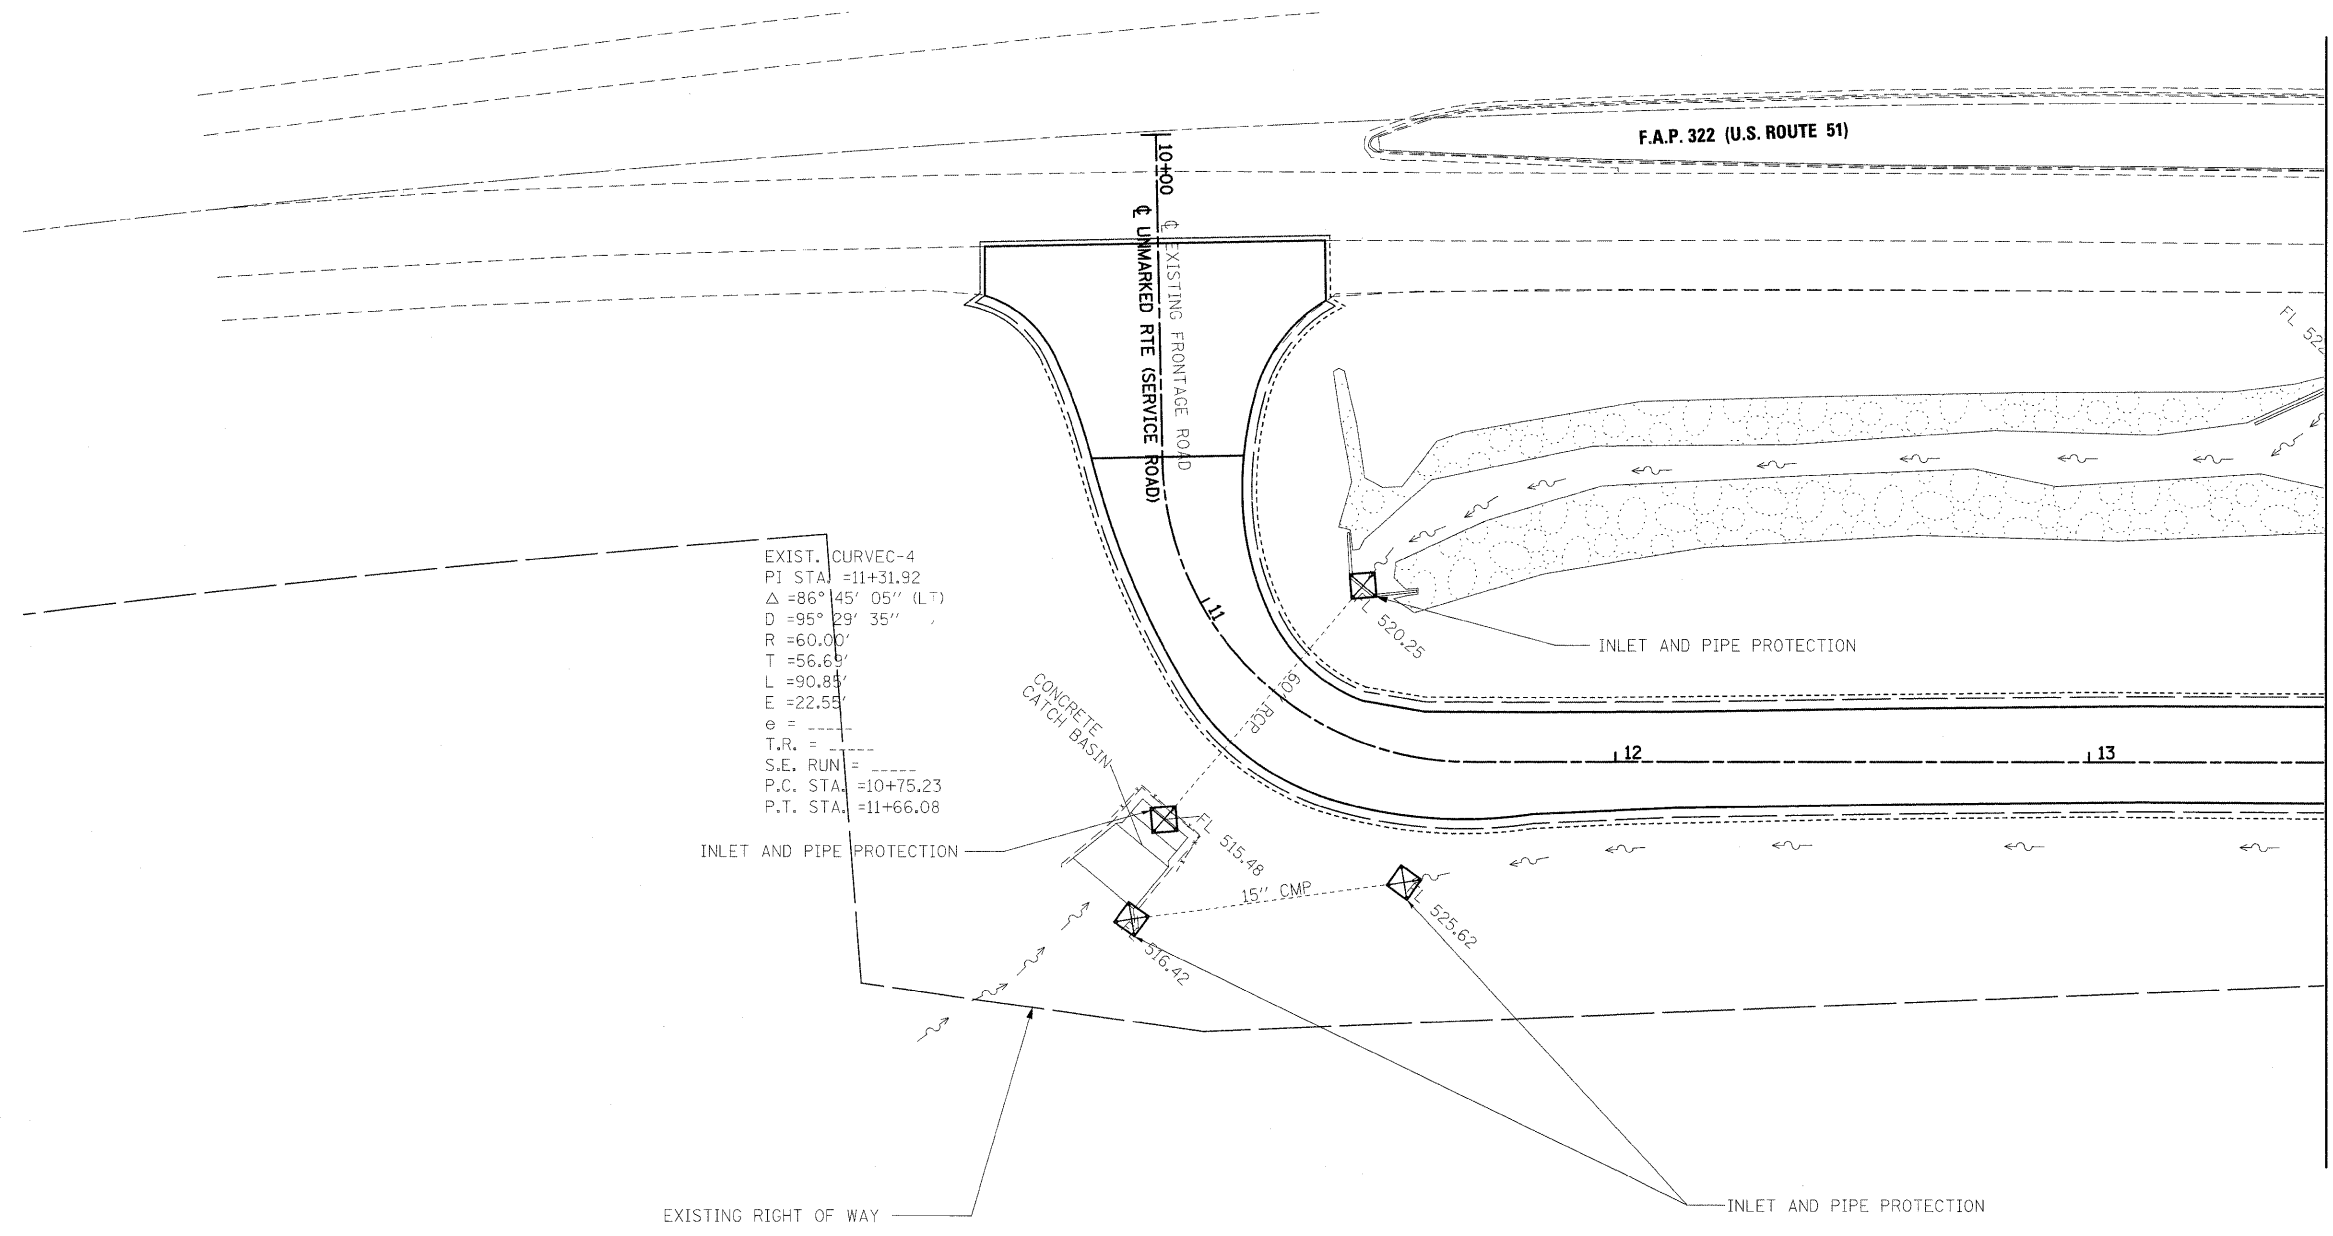 F.A.P. 322 (U.S. ROUTE 51)
10+00
℄ UNMARKED RTE (SERVICE ROAD)
℄ EXISTING FRONTAGE ROAD
EXIST. CURVEC-4
PI STA. =11+31.92
Δ =86° 45' 05" (LT)
D =95° 29' 35"
R =60.00'
T =56.69'
L =90.85'
E =22.55'
e = _____
T.R. = _____
S.E. RUN = _____
P.C. STA. =10+75.23
P.T. STA. =11+66.08
11
FL 520.25
INLET AND PIPE PROTECTION
60" RCP
CONCRETE
CATCH BASIN
12
13
INLET AND PIPE PROTECTION
FL 515.48
15" CMP
FL 525.62
516.42
EXISTING RIGHT OF WAY
INLET AND PIPE PROTECTION
FL